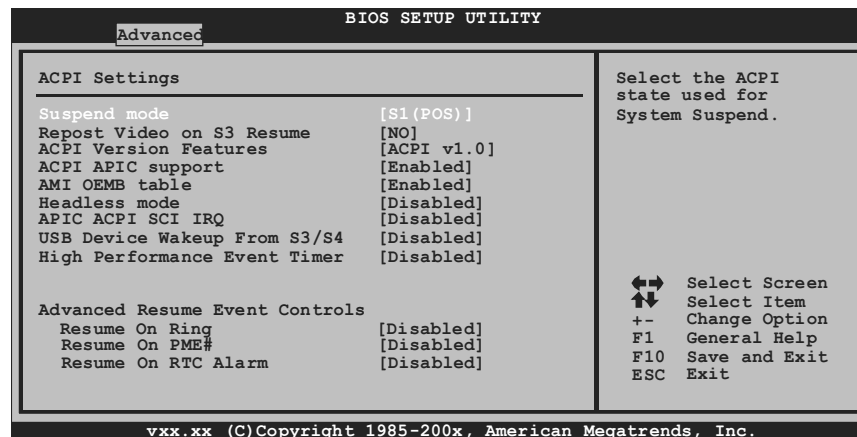 BIOS SETUP UTILITY
Advanced
ACPI Settings
Suspend mode [S1(POS)]
Repost Video on S3 Resume [NO]
ACPI Version Features [ACPI v1.0]
ACPI APIC support [Enabled]
AMI OEMB table [Enabled]
Headless mode [Disabled]
APIC ACPI SCI IRQ [Disabled]
USB Device Wakeup From S3/S4 [Disabled]
High Performance Event Timer [Disabled]
Advanced Resume Event Controls
Resume On Ring [Disabled]
Resume On PME# [Disabled]
Resume On RTC Alarm [Disabled]
Select the ACPI
state used for
System Suspend.
Select Screen
Select Item
+- Change Option
F1 General Help
F10 Save and Exit
ESC Exit
vxx.xx (C)Copyright 1985-200x, American Megatrends, Inc.